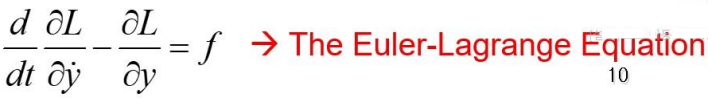 d/dt ∂L/∂ẏ − ∂L/∂y = f → The Euler-Lagrange Equation
10